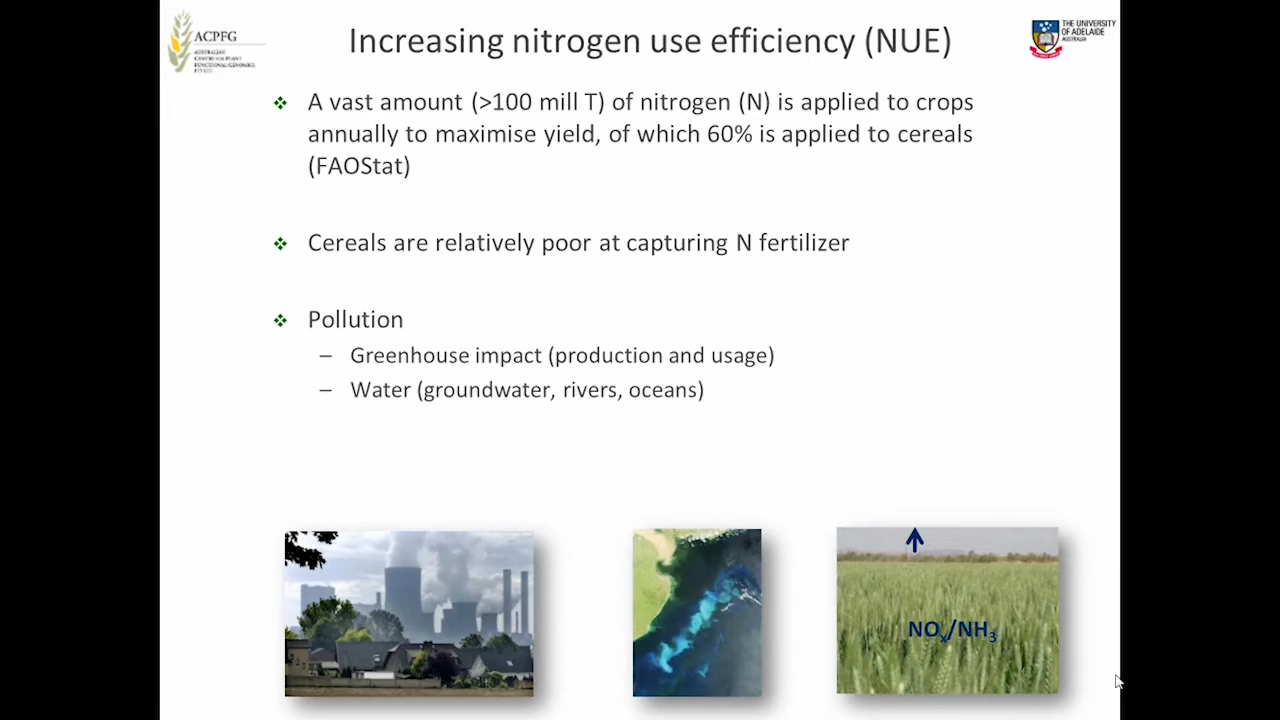 ACPFG
AUSTRALIAN
CENTRE FOR PLANT
FUNCTIONAL GENOMICS
PTY LTD
Increasing nitrogen use efficiency (NUE)
THE UNIVERSITY
OF ADELAIDE
AUSTRALIA
A vast amount (>100 mill T) of nitrogen (N) is applied to crops
annually to maximise yield, of which 60% is applied to cereals
(FAOStat)
Cereals are relatively poor at capturing N fertilizer
Pollution
– Greenhouse impact (production and usage)
– Water (groundwater, rivers, oceans)
NOₓ/NH₃